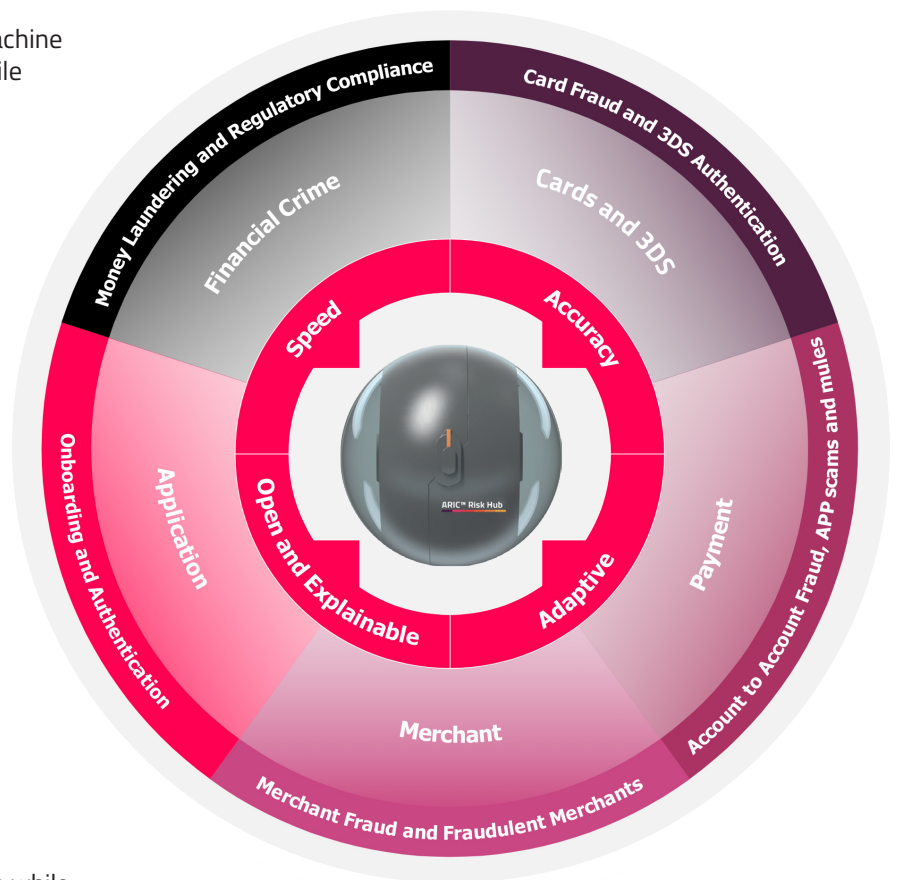 achine
ile
Money Laundering and Regulatory Compliance
Card Fraud and 3DS Authentication
Financial Crime
Cards and 3DS
Speed
Accuracy
Onboarding and Authentication
Application
Open and Explainable
ARIC™ Risk Hub
Adaptive
Payment
Account to Account Fraud, APP scams and mules
Merchant
Merchant Fraud and Fraudulent Merchants